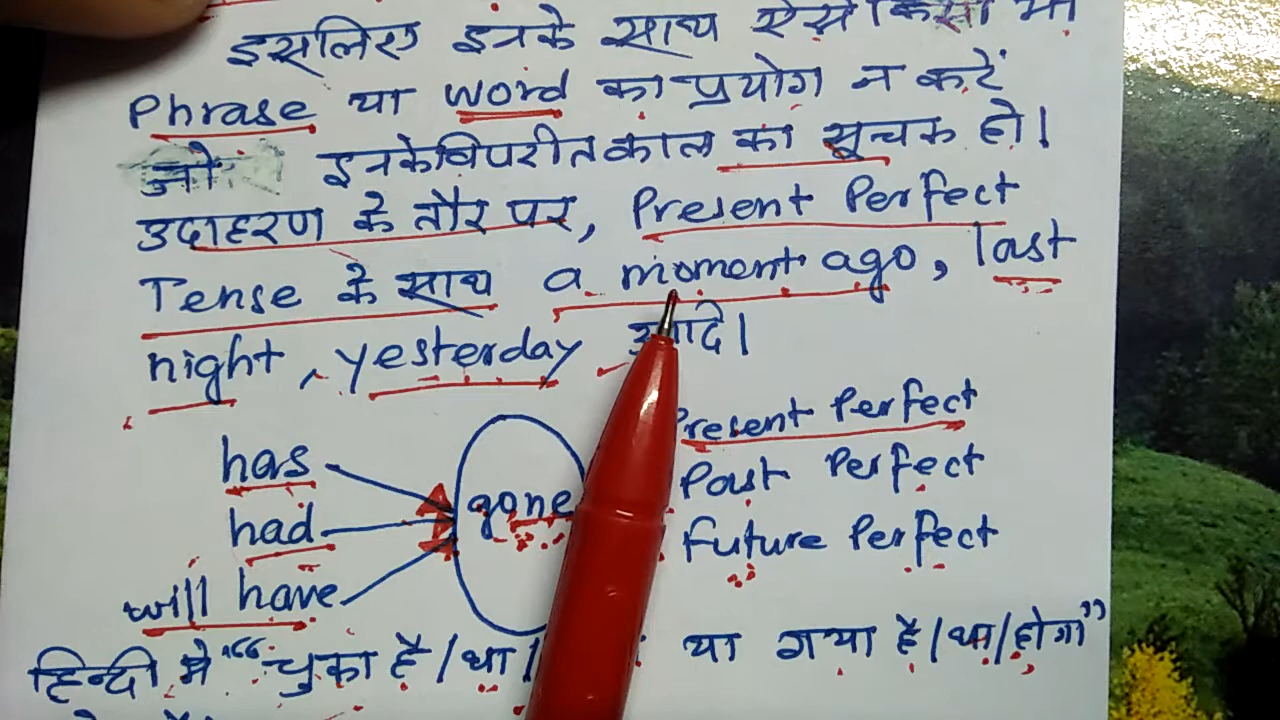 इसलिए इनके साथ ऐसे किसी भी
Phrase या word का प्रयोग न करें
जो इनके विपरीत काल का सूचक हो।
उदाहरण के तौर पर, Present Perfect
Tense के साथ a moment ago, last
night, yesterday
has
had
will have
gone
Present Perfect
Past Perfect
Future Perfect
हिन्दी में “चुका है/था/ या गया है/था/होगा”